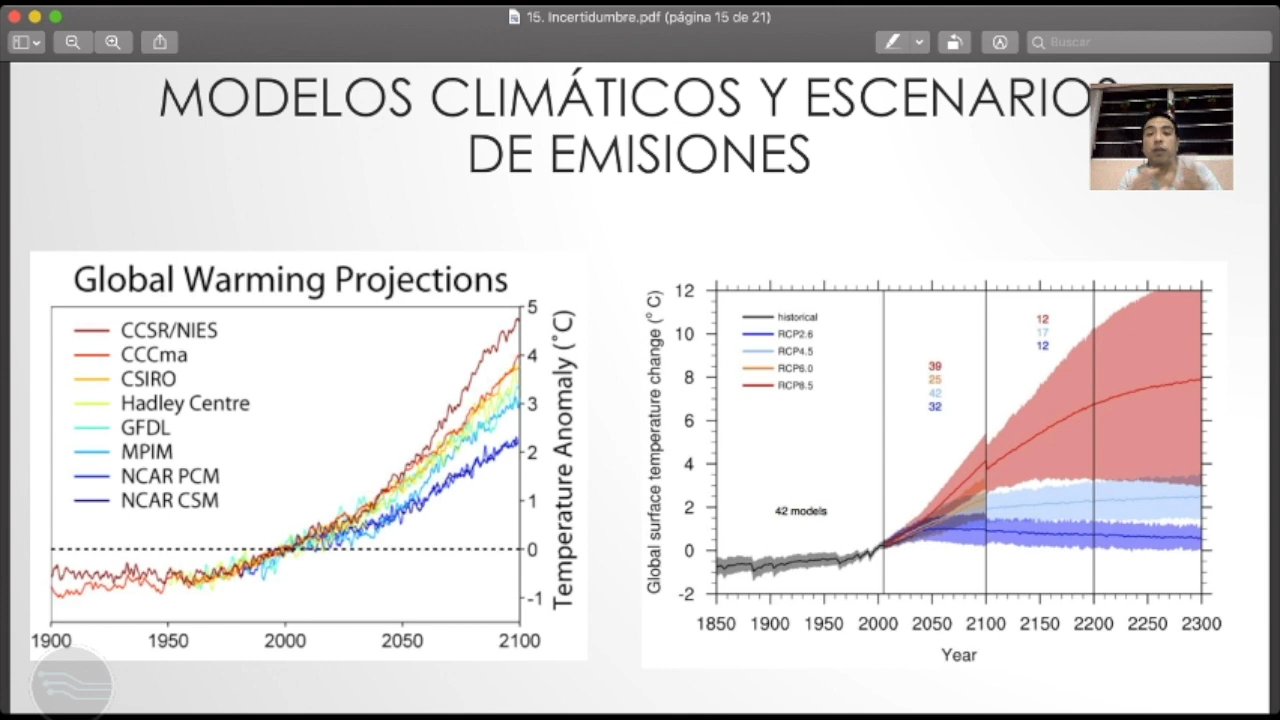 15. Incertidumbre.pdf (página 15 de 21)
Buscar
MODELOS CLIMÁTICOS Y ESCENARIOS
DE EMISIONES
Global Warming Projections
CCSR/NIES
CCCma
CSIRO
Hadley Centre
GFDL
MPIM
NCAR PCM
NCAR CSM
5
4
3
2
1
0
-1
Temperature Anomaly (°C)
1900 1950 2000 2050 2100
12
10
8
6
4
2
0
-2
Global surface temperature change (° C)
historical
RCP2.6
RCP4.5
RCP6.0
RCP8.5
39
25
42
32
12
17
12
42 models
1850 1900 1950 2000 2050 2100 2150 2200 2250 2300
Year